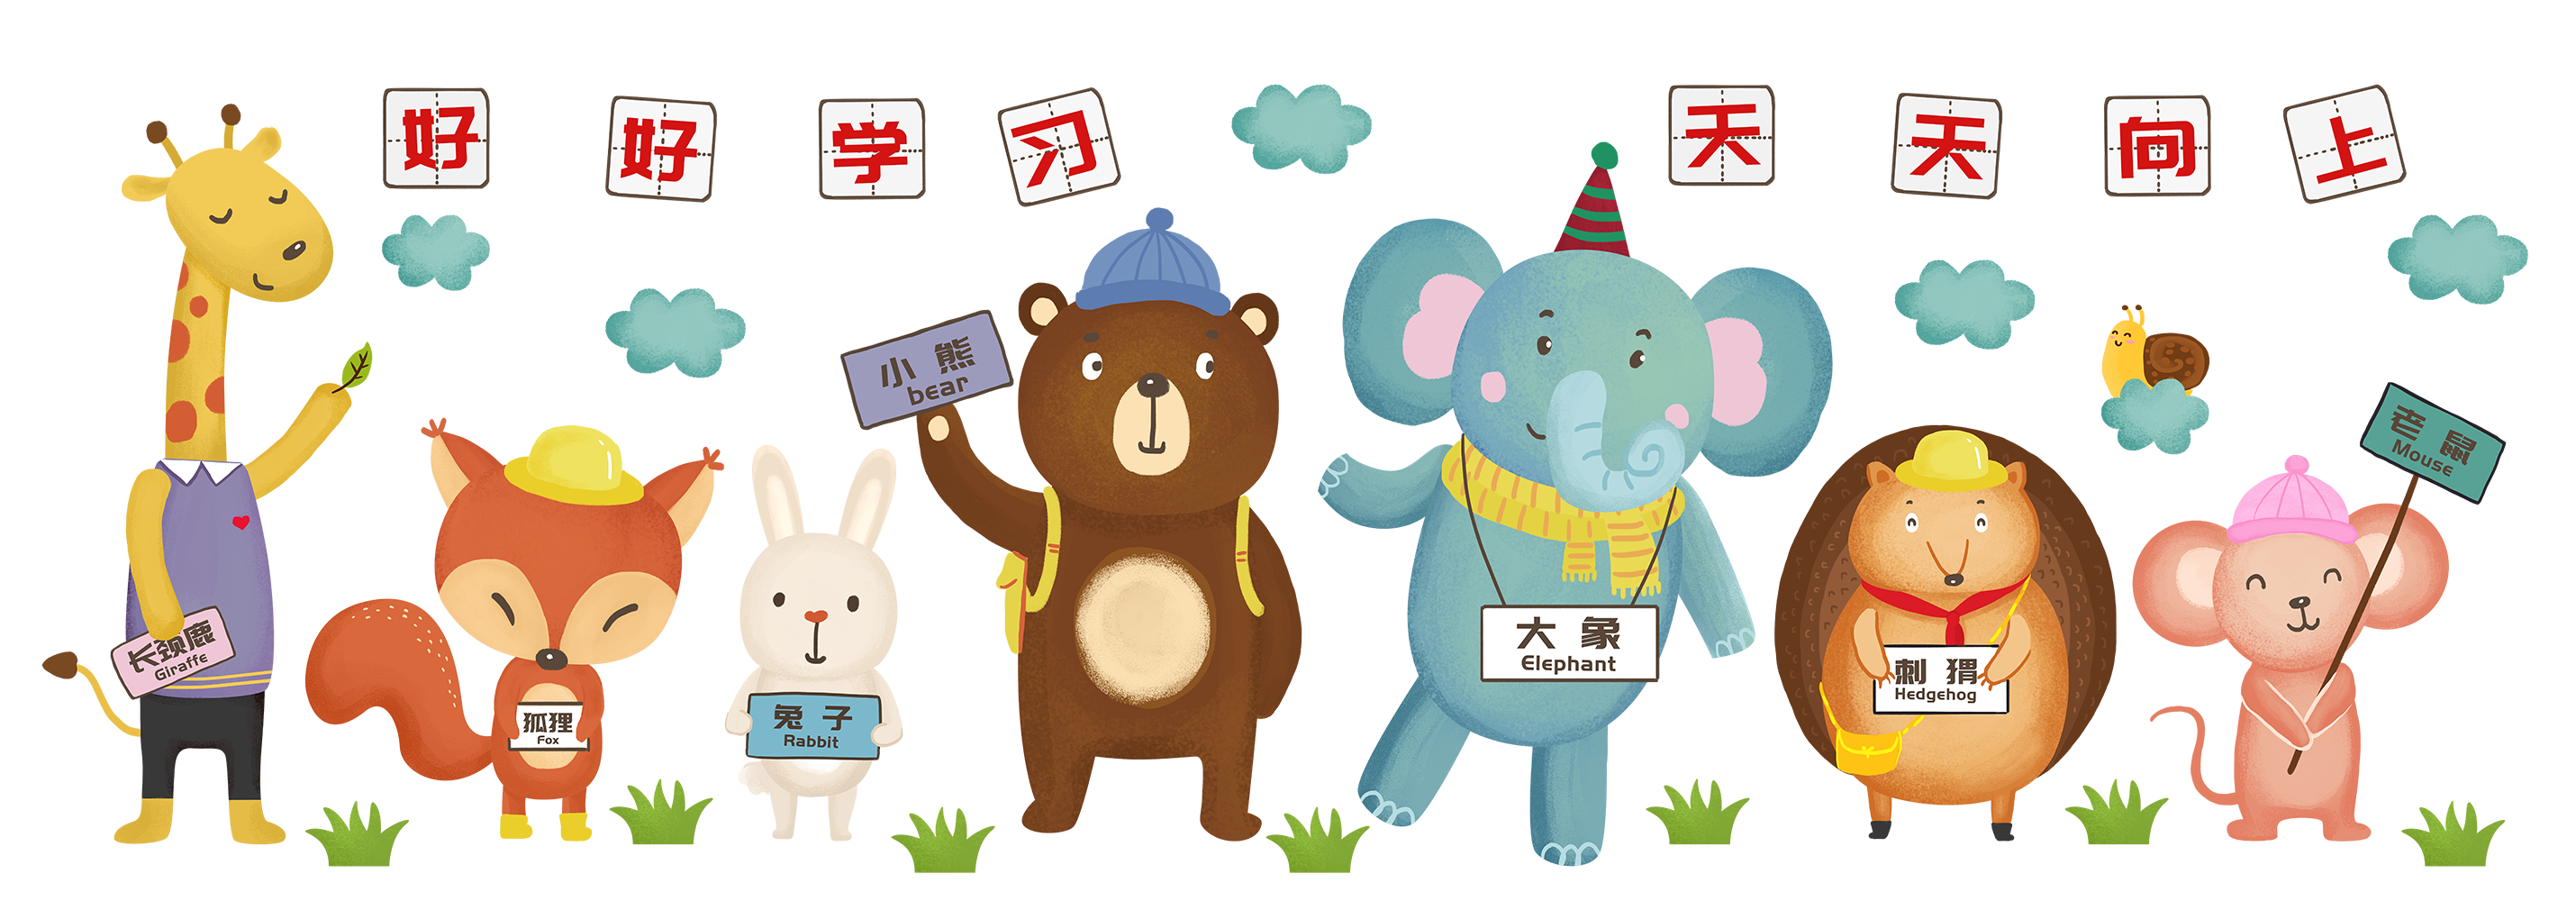 好好学习
天天向上
长颈鹿
Giraffe
狐狸
Fox
兔子
Rabbit
小熊
bear
大象
Elephant
刺猬
Hedgehog
老鼠
Mouse